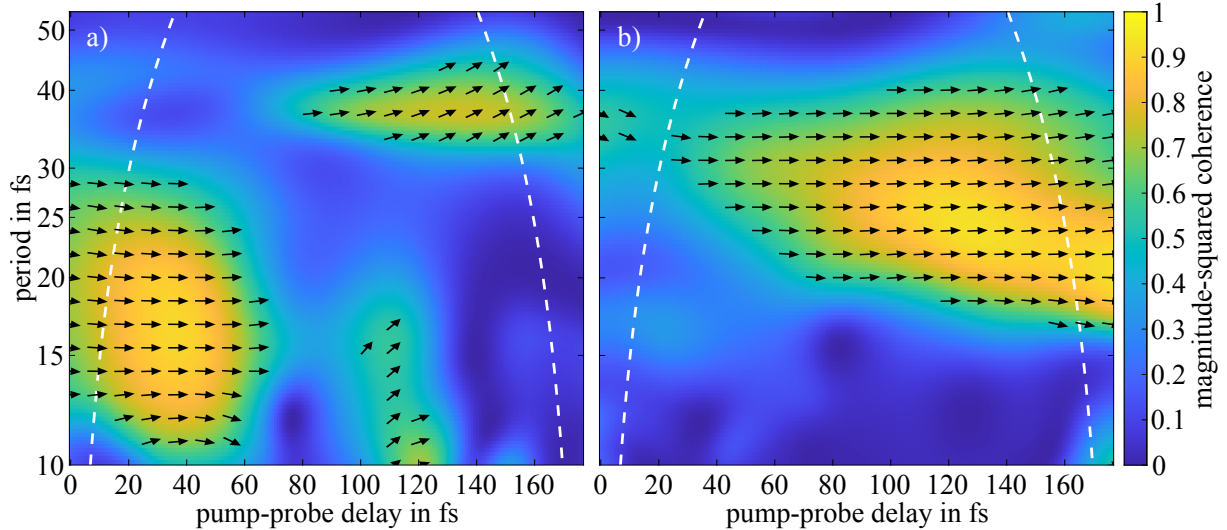 a)
b)
period in fs
50
40
30
25
20
15
10
0 20 40 60 80 100 120 140 160
pump-probe delay in fs
0 20 40 60 80 100 120 140 160
pump-probe delay in fs
1
0.9
0.8
0.7
0.6
0.5
0.4
0.3
0.2
0.1
0
magnitude-squared coherence